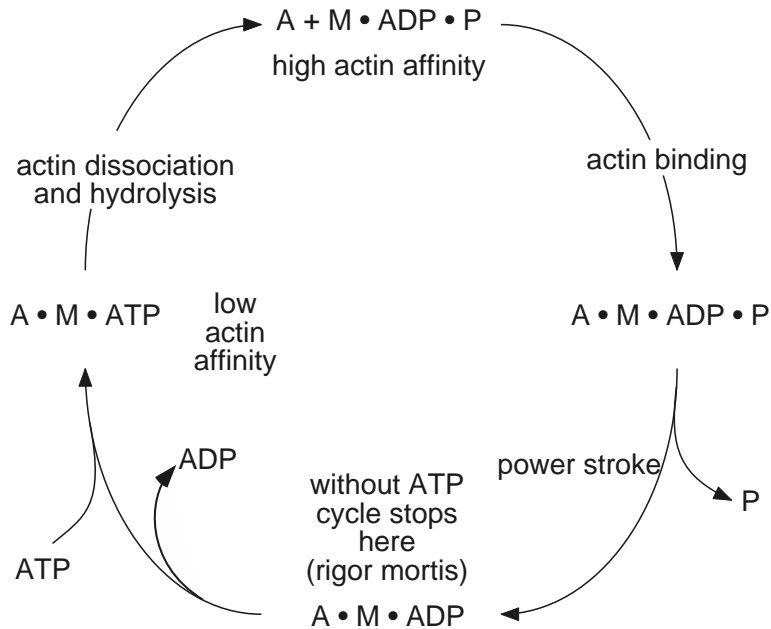 A + M • ADP • P
high actin affinity
actin dissociation
and hydrolysis
actin binding
A • M • ATP
low
actin
affinity
A • M • ADP • P
ADP
power stroke
without ATP
cycle stops
here
(rigor mortis)
P
ATP
A • M • ADP